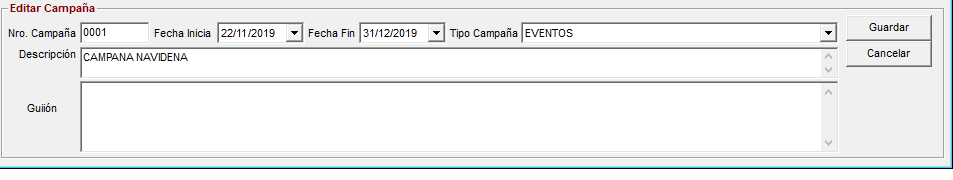 Editar Campaña
Nro. Campaña 0001 Fecha Inicia 22/11/2019 Fecha Fin 31/12/2019 Tipo Campaña EVENTOS Guardar
Descripción CAMPANA NAVIDENA Cancelar
Guiión